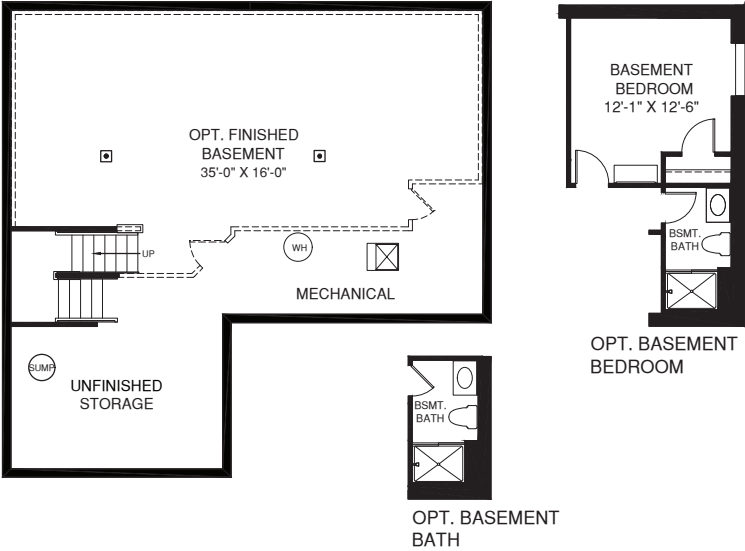 OPT. FINISHED
BASEMENT
35'-0" X 16'-0"
UP
WH
MECHANICAL
SUMP
UNFINISHED
STORAGE
BSMT.
BATH
OPT. BASEMENT
BATH
BASEMENT
BEDROOM
12'-1" X 12'-6"
BSMT.
BATH
OPT. BASEMENT
BEDROOM